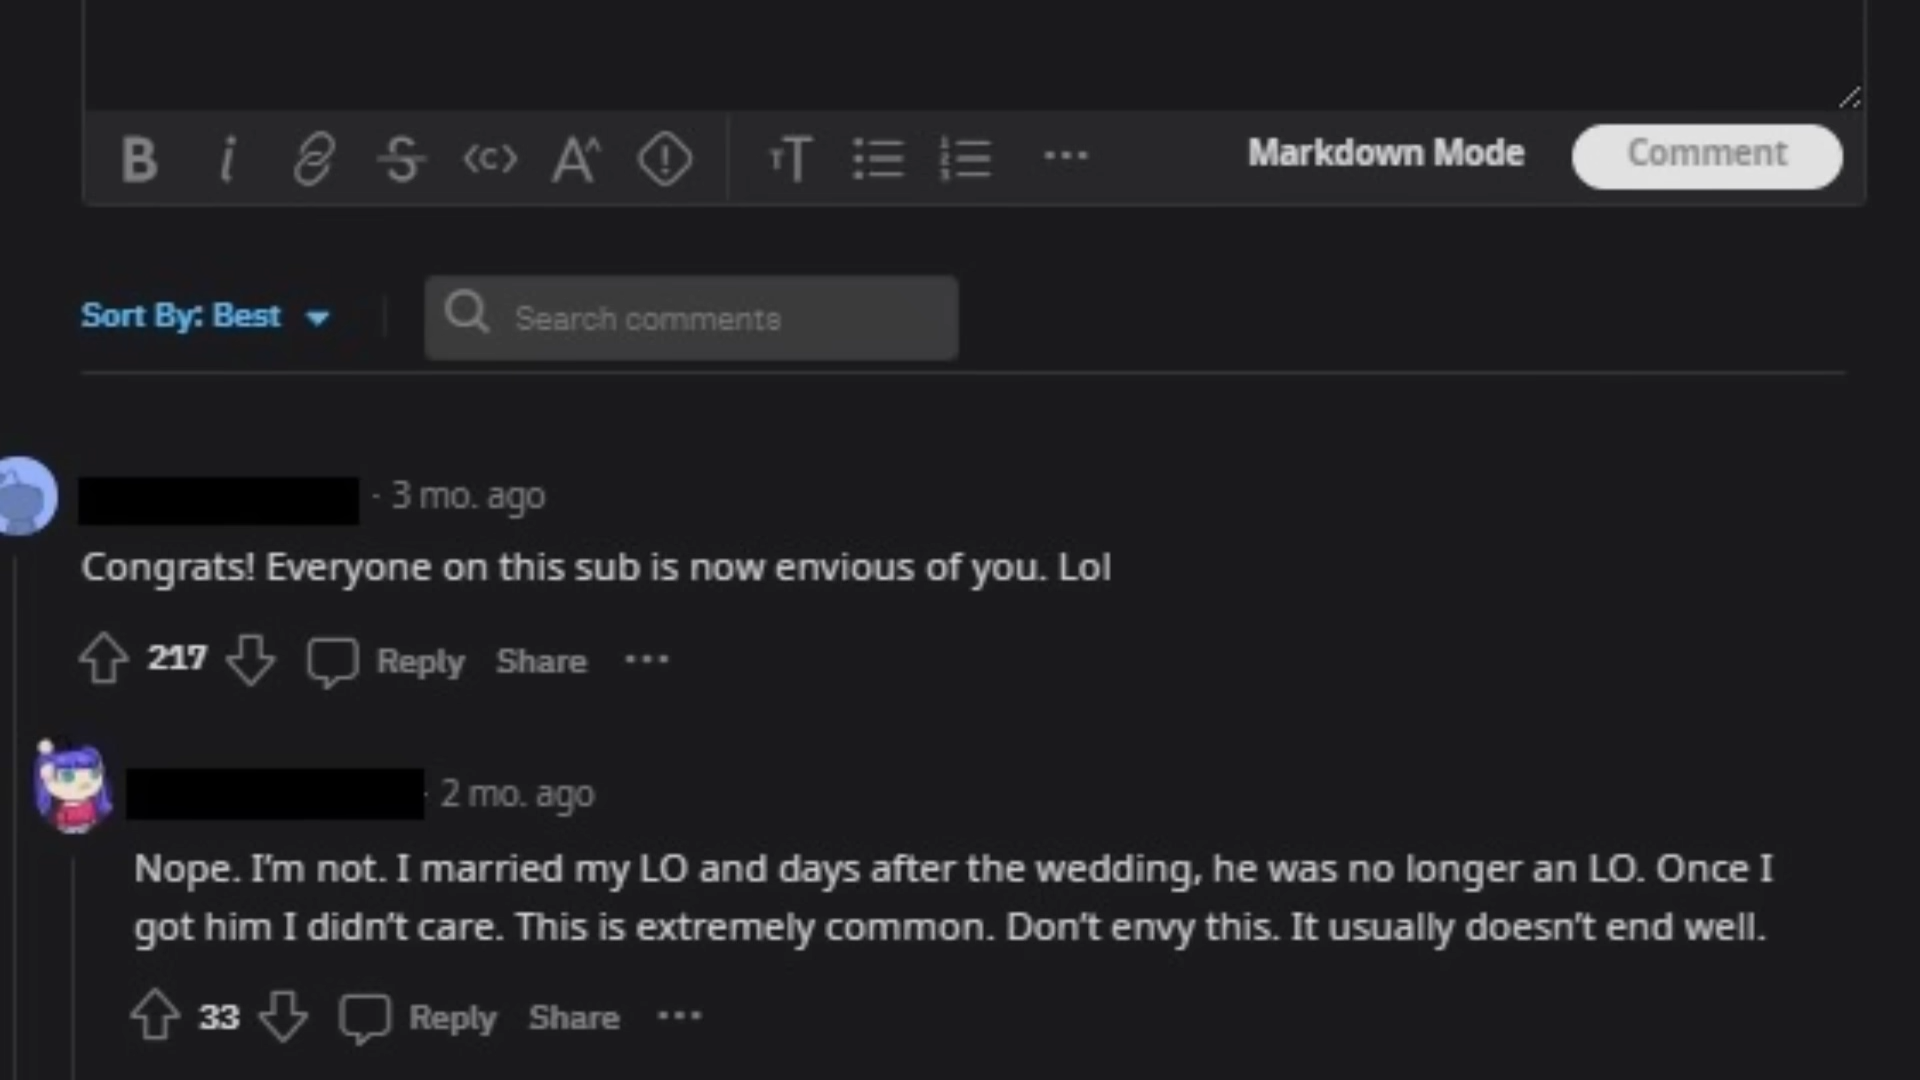 B i S <c> A^ TT Markdown Mode Comment
Sort By: Best Search comments
· 3 mo. ago
Congrats! Everyone on this sub is now envious of you. Lol
217 Reply Share ···
· 2 mo. ago
Nope. I'm not. I married my LO and days after the wedding, he was no longer an LO. Once I
got him I didn't care. This is extremely common. Don't envy this. It usually doesn't end well.
33 Reply Share ···